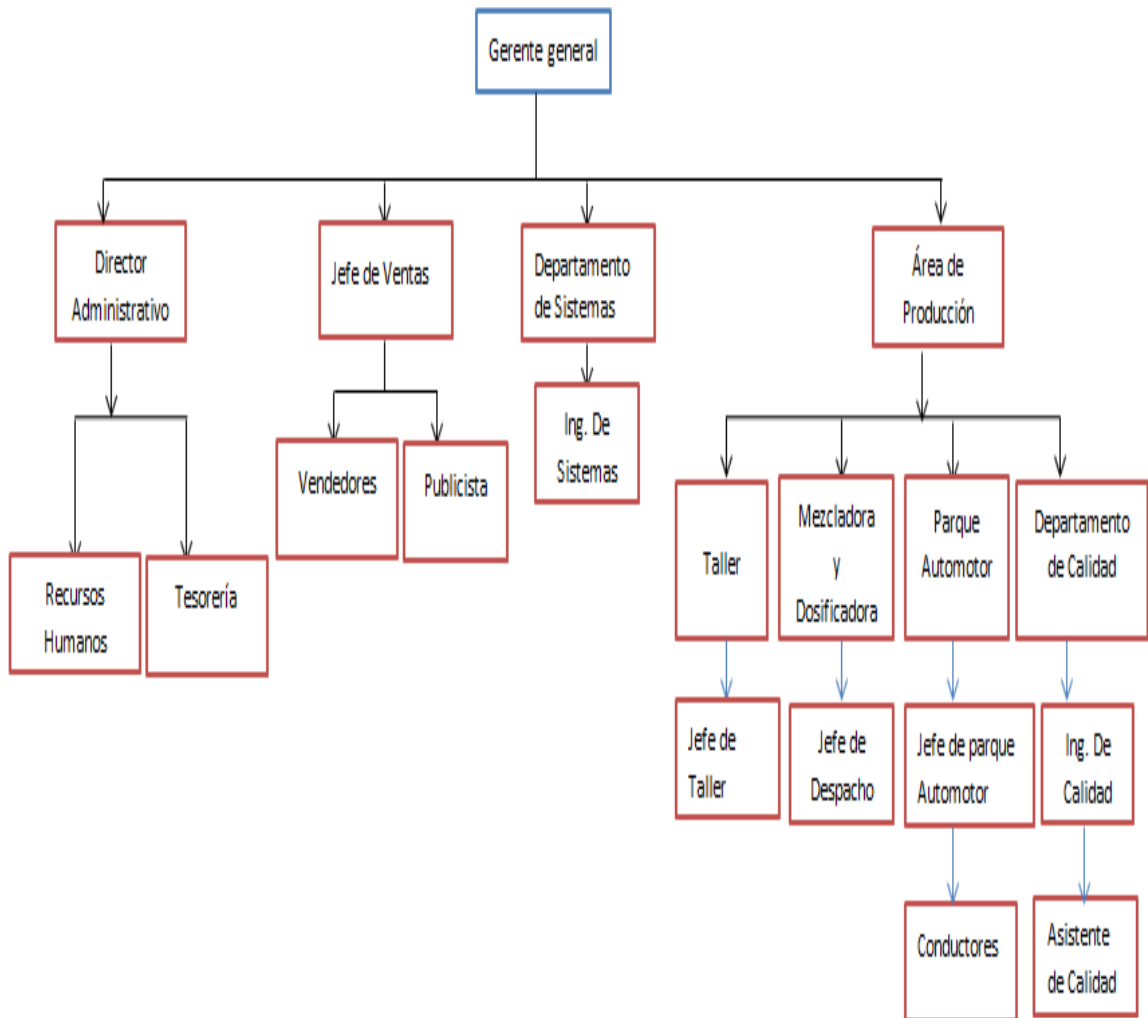 Gerente general
Director
Administrativo
Jefe de Ventas
Departamento
de Sistemas
Área de
Producción
Recursos
Humanos
Tesorería
Vendedores
Publicista
Ing. De
Sistemas
Taller
Mezcladora
y
Dosificadora
Parque
Automotor
Departamento
de Calidad
Jefe de
Taller
Jefe de
Despacho
Jefe de parque
Automotor
Ing. De
Calidad
Conductores
Asistente
de Calidad